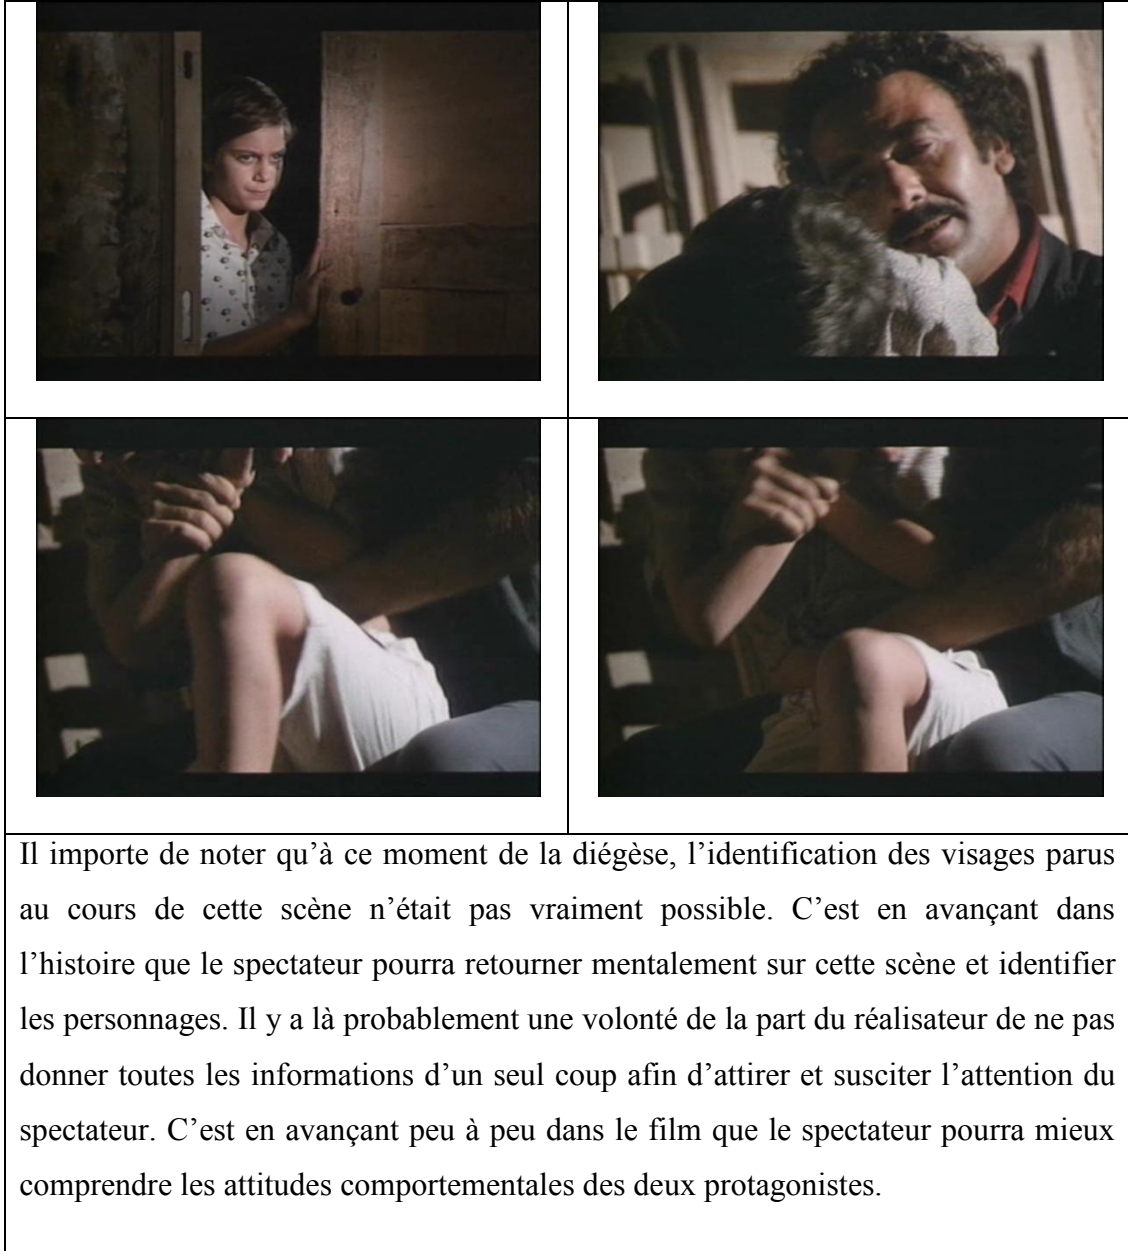 Il importe de noter qu’à ce moment de la diégèse, l’identification des visages parus
au cours de cette scène n’était pas vraiment possible. C’est en avançant dans
l’histoire que le spectateur pourra retourner mentalement sur cette scène et identifier
les personnages. Il y a là probablement une volonté de la part du réalisateur de ne pas
donner toutes les informations d’un seul coup afin d’attirer et susciter l’attention du
spectateur. C’est en avançant peu à peu dans le film que le spectateur pourra mieux
comprendre les attitudes comportementales des deux protagonistes.